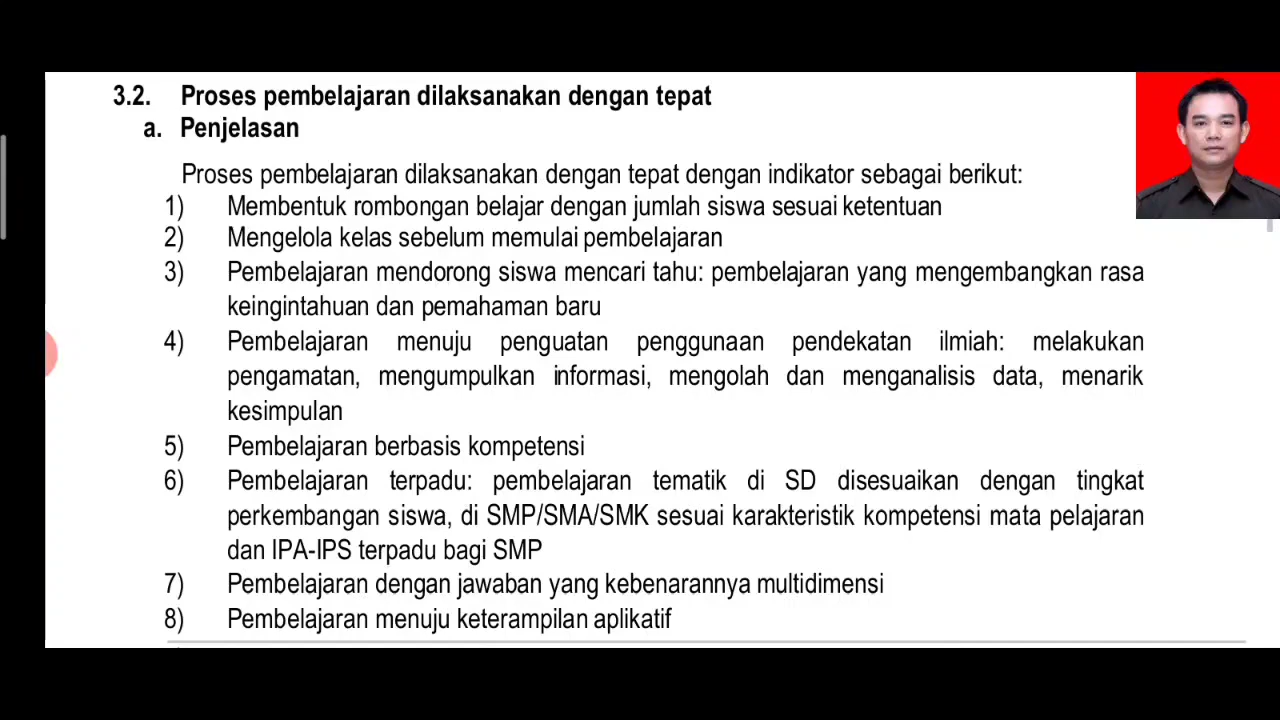 3.2. Proses pembelajaran dilaksanakan dengan tepat
a. Penjelasan
Proses pembelajaran dilaksanakan dengan tepat dengan indikator sebagai berikut:
1) Membentuk rombongan belajar dengan jumlah siswa sesuai ketentuan
2) Mengelola kelas sebelum memulai pembelajaran
3) Pembelajaran mendorong siswa mencari tahu: pembelajaran yang mengembangkan rasa
keingintahuan dan pemahaman baru
4) Pembelajaran menuju penguatan penggunaan pendekatan ilmiah: melakukan
pengamatan, mengumpulkan informasi, mengolah dan menganalisis data, menarik
kesimpulan
5) Pembelajaran berbasis kompetensi
6) Pembelajaran terpadu: pembelajaran tematik di SD disesuaikan dengan tingkat
perkembangan siswa, di SMP/SMA/SMK sesuai karakteristik kompetensi mata pelajaran
dan IPA-IPS terpadu bagi SMP
7) Pembelajaran dengan jawaban yang kebenarannya multidimensi
8) Pembelajaran menuju keterampilan aplikatif